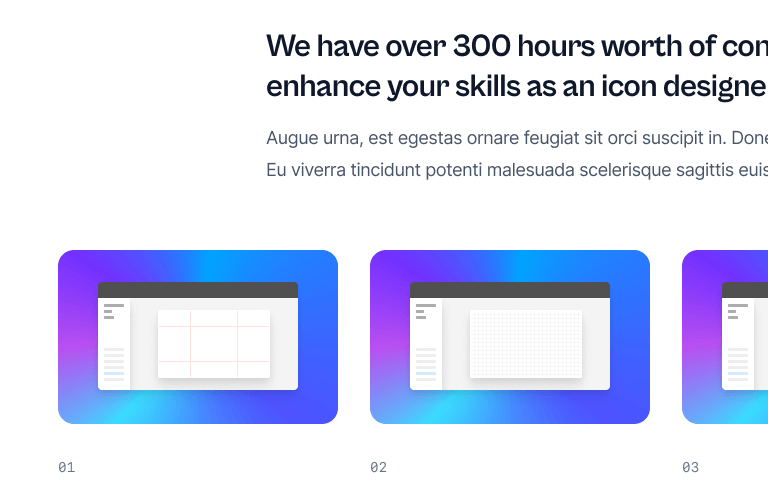 We have over 300 hours worth of con
enhance your skills as an icon designe
Augue urna, est egestas ornare feugiat sit orci suscipit in. Done
Eu viverra tincidunt potenti malesuada scelerisque sagittis euis
01
02
03